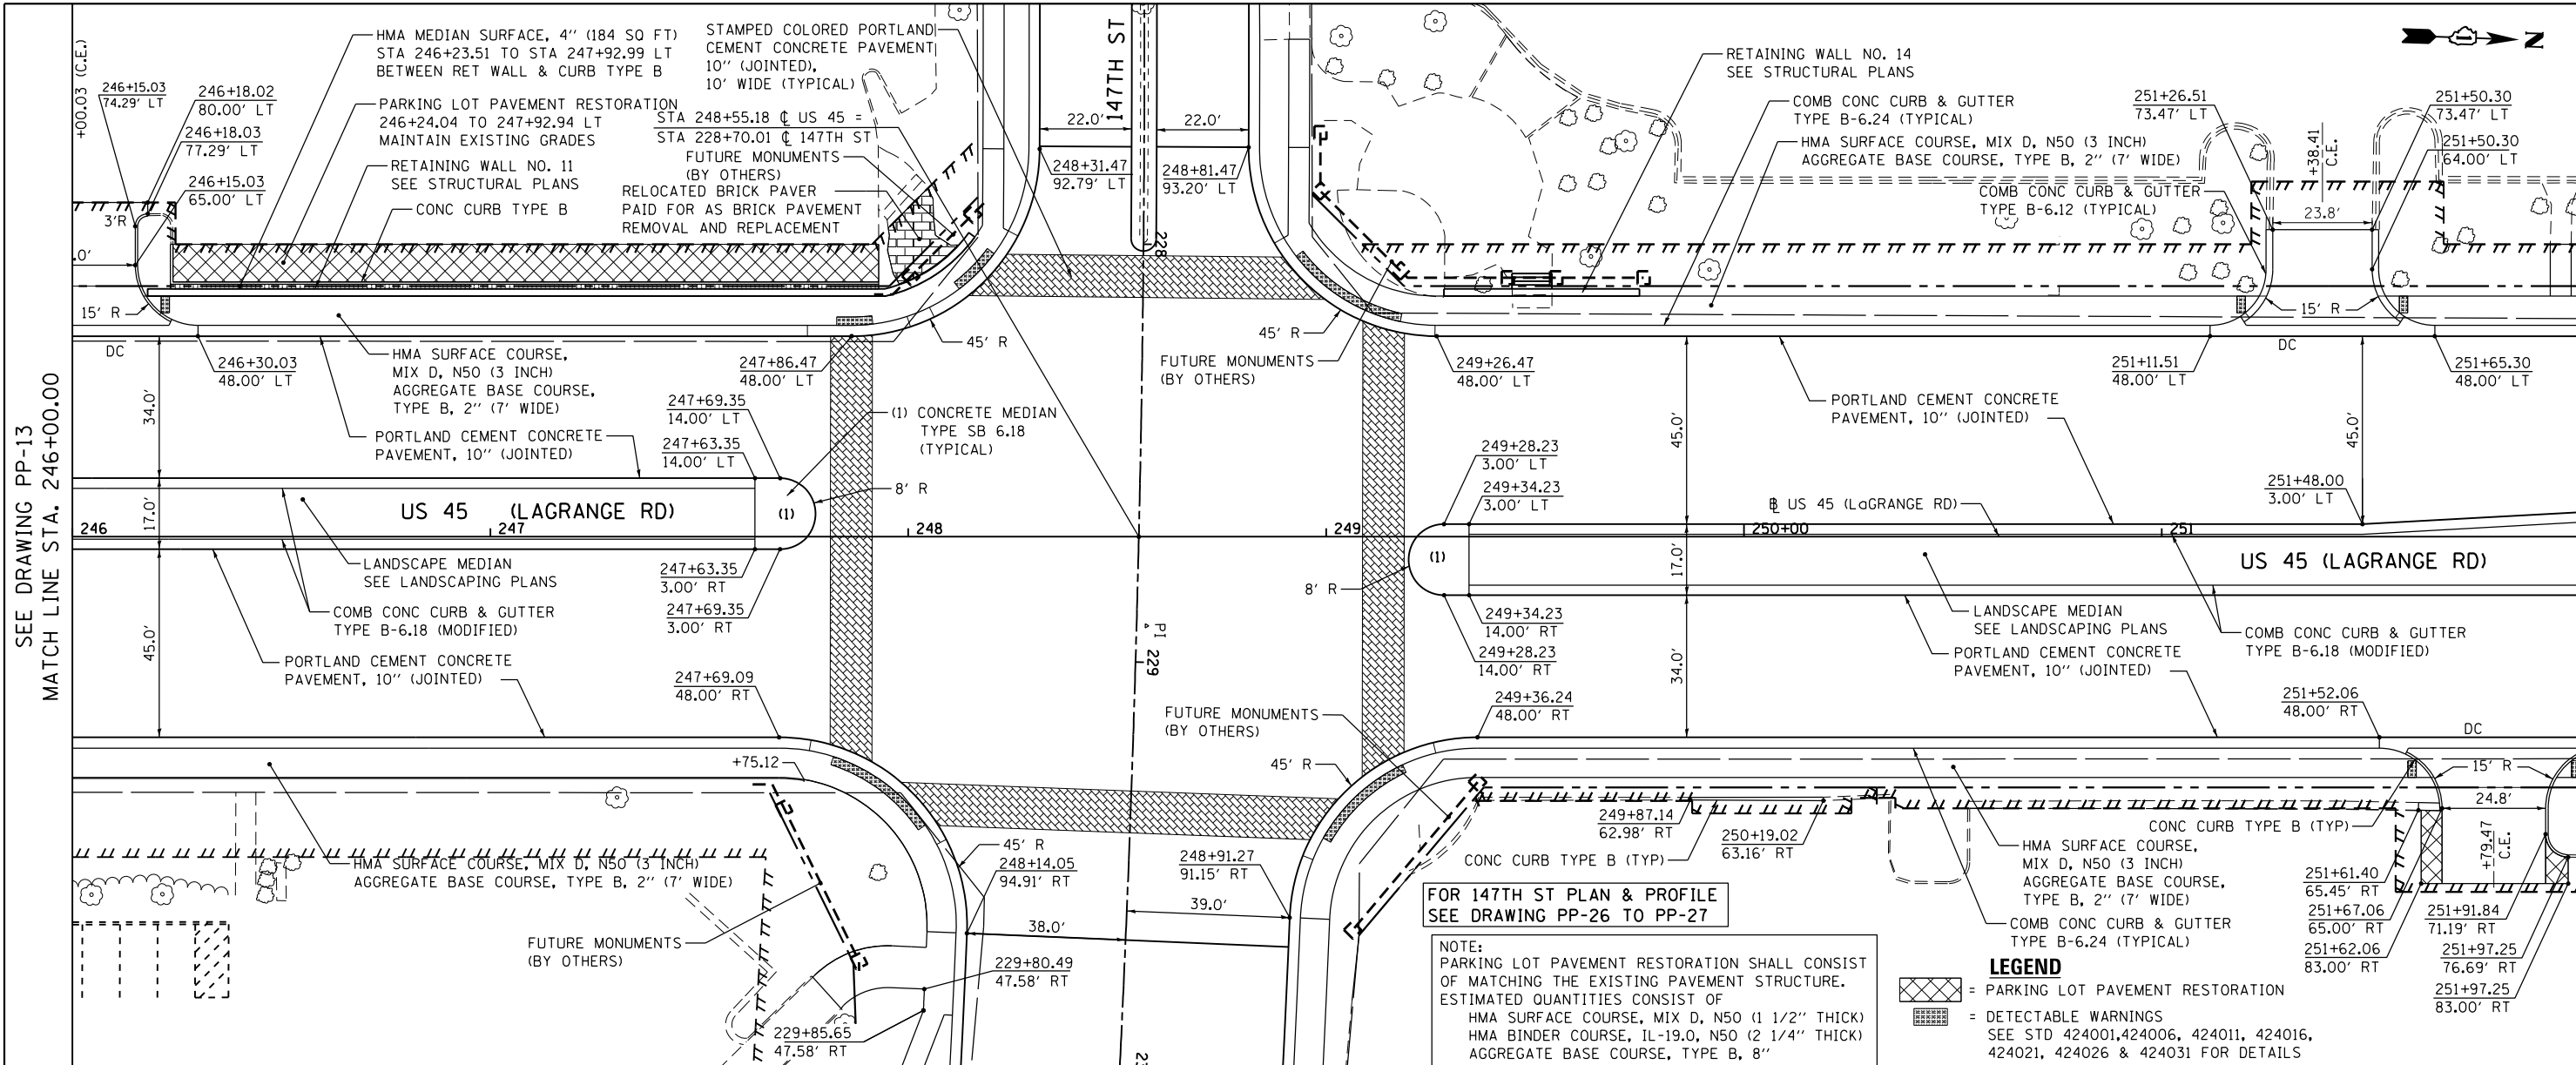 SEE DRAWING PP-13
MATCH LINE STA. 246+00.00
+00.03 (C.E.)
246+15.03
74.29' LT
246+18.02
80.00' LT
246+18.03
77.29' LT
246+15.03
65.00' LT
3'R
.0'
15' R
DC
HMA MEDIAN SURFACE, 4'' (184 SQ FT)
STA 246+23.51 TO STA 247+92.99 LT
BETWEEN RET WALL & CURB TYPE B
PARKING LOT PAVEMENT RESTORATION
246+24.04 TO 247+92.94 LT
MAINTAIN EXISTING GRADES
RETAINING WALL NO. 11
SEE STRUCTURAL PLANS
CONC CURB TYPE B
STAMPED COLORED PORTLAND
CEMENT CONCRETE PAVEMENT
10'' (JOINTED),
10' WIDE (TYPICAL)
STA 248+55.18 ℄ US 45 =
STA 228+70.01 ℄ 147TH ST
FUTURE MONUMENTS
(BY OTHERS)
RELOCATED BRICK PAVER
PAID FOR AS BRICK PAVEMENT
REMOVAL AND REPLACEMENT
147TH ST
22.0'
22.0'
248+31.47
92.79' LT
248+81.47
93.20' LT
228
RETAINING WALL NO. 14
SEE STRUCTURAL PLANS
COMB CONC CURB & GUTTER
TYPE B-6.24 (TYPICAL)
HMA SURFACE COURSE, MIX D, N50 (3 INCH)
AGGREGATE BASE COURSE, TYPE B, 2'' (7' WIDE)
COMB CONC CURB & GUTTER
TYPE B-6.12 (TYPICAL)
251+26.51
73.47' LT
+38.41
C.E.
23.8'
251+50.30
73.47' LT
251+50.30
64.00' LT
N
15' R
DC
246+30.03
48.00' LT
HMA SURFACE COURSE,
MIX D, N50 (3 INCH)
AGGREGATE BASE COURSE,
TYPE B, 2'' (7' WIDE)
PORTLAND CEMENT CONCRETE
PAVEMENT, 10'' (JOINTED)
247+86.47
48.00' LT
45' R
45' R
FUTURE MONUMENTS
(BY OTHERS)
249+26.47
48.00' LT
251+11.51
48.00' LT
251+65.30
48.00' LT
34.0'
247+69.35
14.00' LT
247+63.35
14.00' LT
(1) CONCRETE MEDIAN
TYPE SB 6.18
(TYPICAL)
8' R
PORTLAND CEMENT CONCRETE
PAVEMENT, 10'' (JOINTED)
45.0'
45.0'
249+28.23
3.00' LT
249+34.23
3.00' LT
251+48.00
3.00' LT
17.0'
US 45 (LAGRANGE RD)
(1)
246
247
248
249
250+00
251
℄ US 45 (LaGRANGE RD)
(1)
17.0'
US 45 (LAGRANGE RD)
LANDSCAPE MEDIAN
SEE LANDSCAPING PLANS
COMB CONC CURB & GUTTER
TYPE B-6.18 (MODIFIED)
247+63.35
3.00' RT
247+69.35
3.00' RT
8' R
249+34.23
14.00' RT
249+28.23
14.00' RT
LANDSCAPE MEDIAN
SEE LANDSCAPING PLANS
COMB CONC CURB & GUTTER
TYPE B-6.18 (MODIFIED)
45.0'
PORTLAND CEMENT CONCRETE
PAVEMENT, 10'' (JOINTED)
247+69.09
48.00' RT
PI
229
34.0'
PORTLAND CEMENT CONCRETE
PAVEMENT, 10'' (JOINTED)
249+36.24
48.00' RT
251+52.06
48.00' RT
DC
FUTURE MONUMENTS
(BY OTHERS)
+75.12
45' R
15' R
24.8'
HMA SURFACE COURSE, MIX D, N50 (3 INCH)
AGGREGATE BASE COURSE, TYPE B, 2'' (7' WIDE)
45' R
248+14.05
94.91' RT
248+91.27
91.15' RT
249+87.14
62.98' RT
250+19.02
63.16' RT
CONC CURB TYPE B (TYP)
CONC CURB TYPE B (TYP)
HMA SURFACE COURSE,
MIX D, N50 (3 INCH)
AGGREGATE BASE COURSE,
TYPE B, 2'' (7' WIDE)
COMB CONC CURB & GUTTER
TYPE B-6.24 (TYPICAL)
+79.47
C.E.
251+61.40
65.45' RT
251+67.06
65.00' RT
251+62.06
83.00' RT
251+91.84
71.19' RT
251+97.25
76.69' RT
251+97.25
83.00' RT
FOR 147TH ST PLAN & PROFILE
SEE DRAWING PP-26 TO PP-27
39.0'
38.0'
FUTURE MONUMENTS
(BY OTHERS)
229+80.49
47.58' RT
229+85.65
47.58' RT
NOTE:
PARKING LOT PAVEMENT RESTORATION SHALL CONSIST
OF MATCHING THE EXISTING PAVEMENT STRUCTURE.
ESTIMATED QUANTITIES CONSIST OF
HMA SURFACE COURSE, MIX D, N50 (1 1/2'' THICK)
HMA BINDER COURSE, IL-19.0, N50 (2 1/4'' THICK)
AGGREGATE BASE COURSE, TYPE B, 8''
LEGEND
= PARKING LOT PAVEMENT RESTORATION
= DETECTABLE WARNINGS
SEE STD 424001,424006, 424011, 424016,
424021, 424026 & 424031 FOR DETAILS